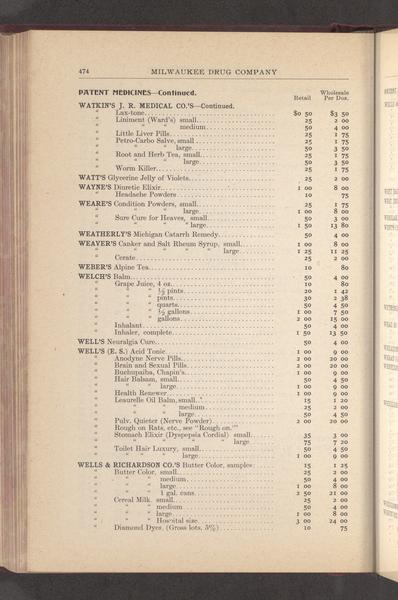 474 MILWAUKEE DRUG COMPANY
PATENT MEDICINES—Continued.
Retail Wholesale Per Doz.
WATKIN'S J. R. MEDICAL CO.'S—Continued.
" Lax-tone $0 50 $3 50
" Liniment (Ward's) small 25 2 00
" " " medium 50 4 00
" Little Liver Pills 25 1 75
" Petro-Carbo Salve, small 25 1 75
" " " large 50 3 50
" Root and Herb Tea, small 25 1 75
" " " large 50 3 50
" Worm Killer 25 1 75
WATT'S Glycerine Jelly of Violets 25 2 00
WAYNE'S Diuretic Elixir 1 00 8 00
" Headache Powders 10 75
WEARE'S Condition Powders, small 25 1 75
" " " large 1 00 8 00
" Sure Cure for Heaves, small 50 3 00
" " " " large 1 50 13 80
WEATHERLY'S Michigan Catarrh Remedy 50 4 00
WEAVER'S Canker and Salt Rheum Syrup, small 1 00 8 00
" " " " " large 1 25 11 25
" Cerate 25 2 00
WEBER'S Alpine Tea 10 80
WELCH'S Balm 50 4 00
" Grape Juice, 4 oz. 10 80
" " " ½ pints 20 1 42
" " " pints 30 2 38
" " " quarts 50 4 50
" " " ½ gallons 1 00 7 50
" " " gallons 2 00 15 00
" Inhalant 50 4 00
" Inhaler, complete 1 50 13 50
WELL'S Neuralgia Cure 50 4 00
WELL'S (E. S.) Acid Tonic 1 00 9 00
" Anodyne Nerve Pills 2 00 20 00
" Brain and Sexual Pills 2 00 20 00
" Buchupaiba, Chapin's 1 00 9 00
" Hair Balsam, small 50 4 50
" " " large 1 00 9 00
" Health Renewer 1 00 9 00
" Leaurelle Oil Balm, small 15 1 20
" " " " medium 25 2 00
" " " " large 50 4 50
" Pulv. Quieter (Nerve Powder) 2 00 20 00
" Rough on Rats, etc., see "Rough on."
" Stomach Elixir (Dyspepsia Cordial) small 35 3 00
" " " " " large 75 7 20
" Toilet Hair Luxury, small 50 4 50
" " " " large 1 00 9 00
WELLS & RICHARDSON CO.'S Butter Color, samples 15 1 25
" Butter Color, small 25 2 00
" " " medium 50 4 00
" " " large 1 00 8 00
" " " 1 gal. cans 2 50 21 00
" Cereal Milk small 25 2 00
" " " medium 50 4 00
" " " large 1 00 8 00
" " " Hospital size 3 00 24 00
" Diamond Dyes, (Gross lots, 5%) 10 75